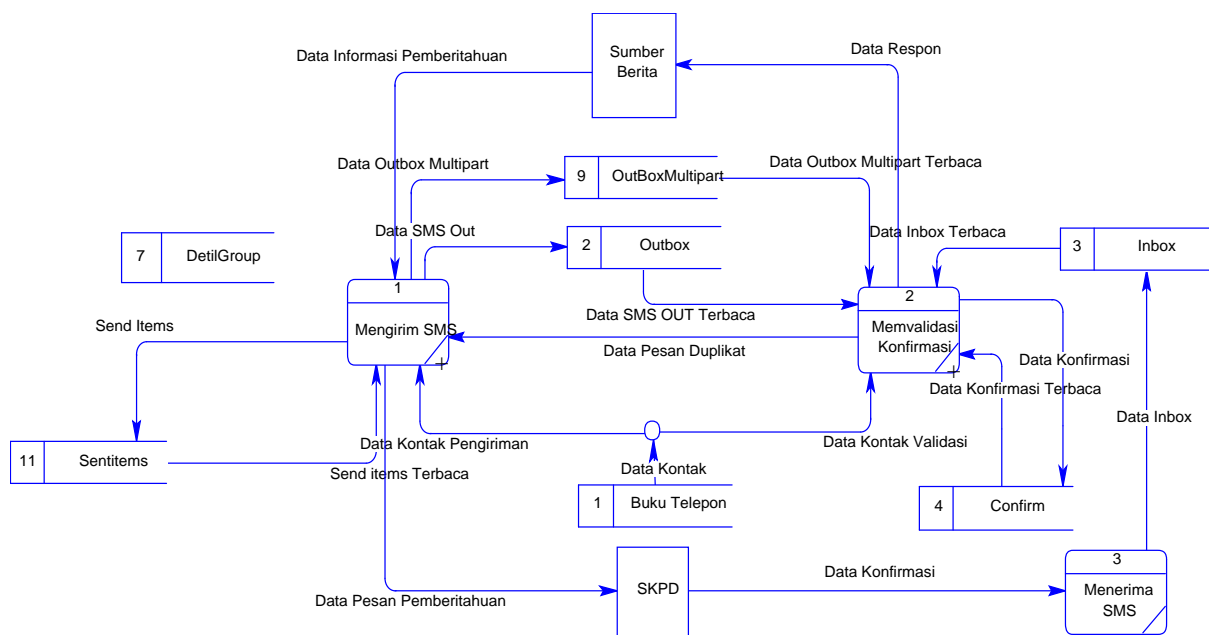 Data Informasi Pemberitahuan
Sumber
Berita
Data Respon
Data Outbox Multipart
9
OutBoxMultipart
Data Outbox Multipart Terbaca
Data SMS Out
2
Outbox
Data Inbox Terbaca
3
Inbox
7
DetilGroup
1
Mengirim SMS
2
Memvalidasi
Konfirmasi
Data SMS OUT Terbaca
Send Items
Data Pesan Duplikat
Data Konfirmasi
Data Konfirmasi Terbaca
Data Inbox
Data Kontak Pengiriman
Data Kontak Validasi
11
Sentitems
Send items Terbaca
Data Kontak
1
Buku Telepon
4
Confirm
3
Menerima
SMS
Data Pesan Pemberitahuan
SKPD
Data Konfirmasi